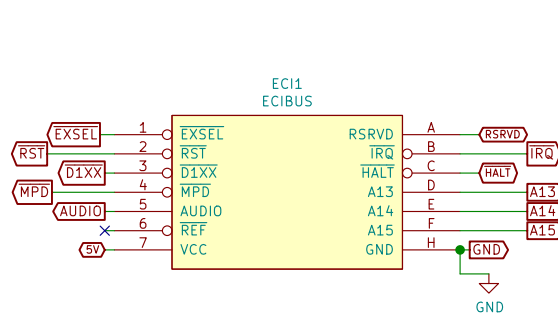 ECI1
ECIBUS
EXSEL 1 EXSEL RSRVD A RSRVD
RST 2 RST IRQ B IRQ
D1XX 3 D1XX HALT C HALT
MPD 4 MPD A13 D A13
AUDIO 5 AUDIO A14 E A14
6 REF A15 F A15
5V 7 VCC GND H GND
GND